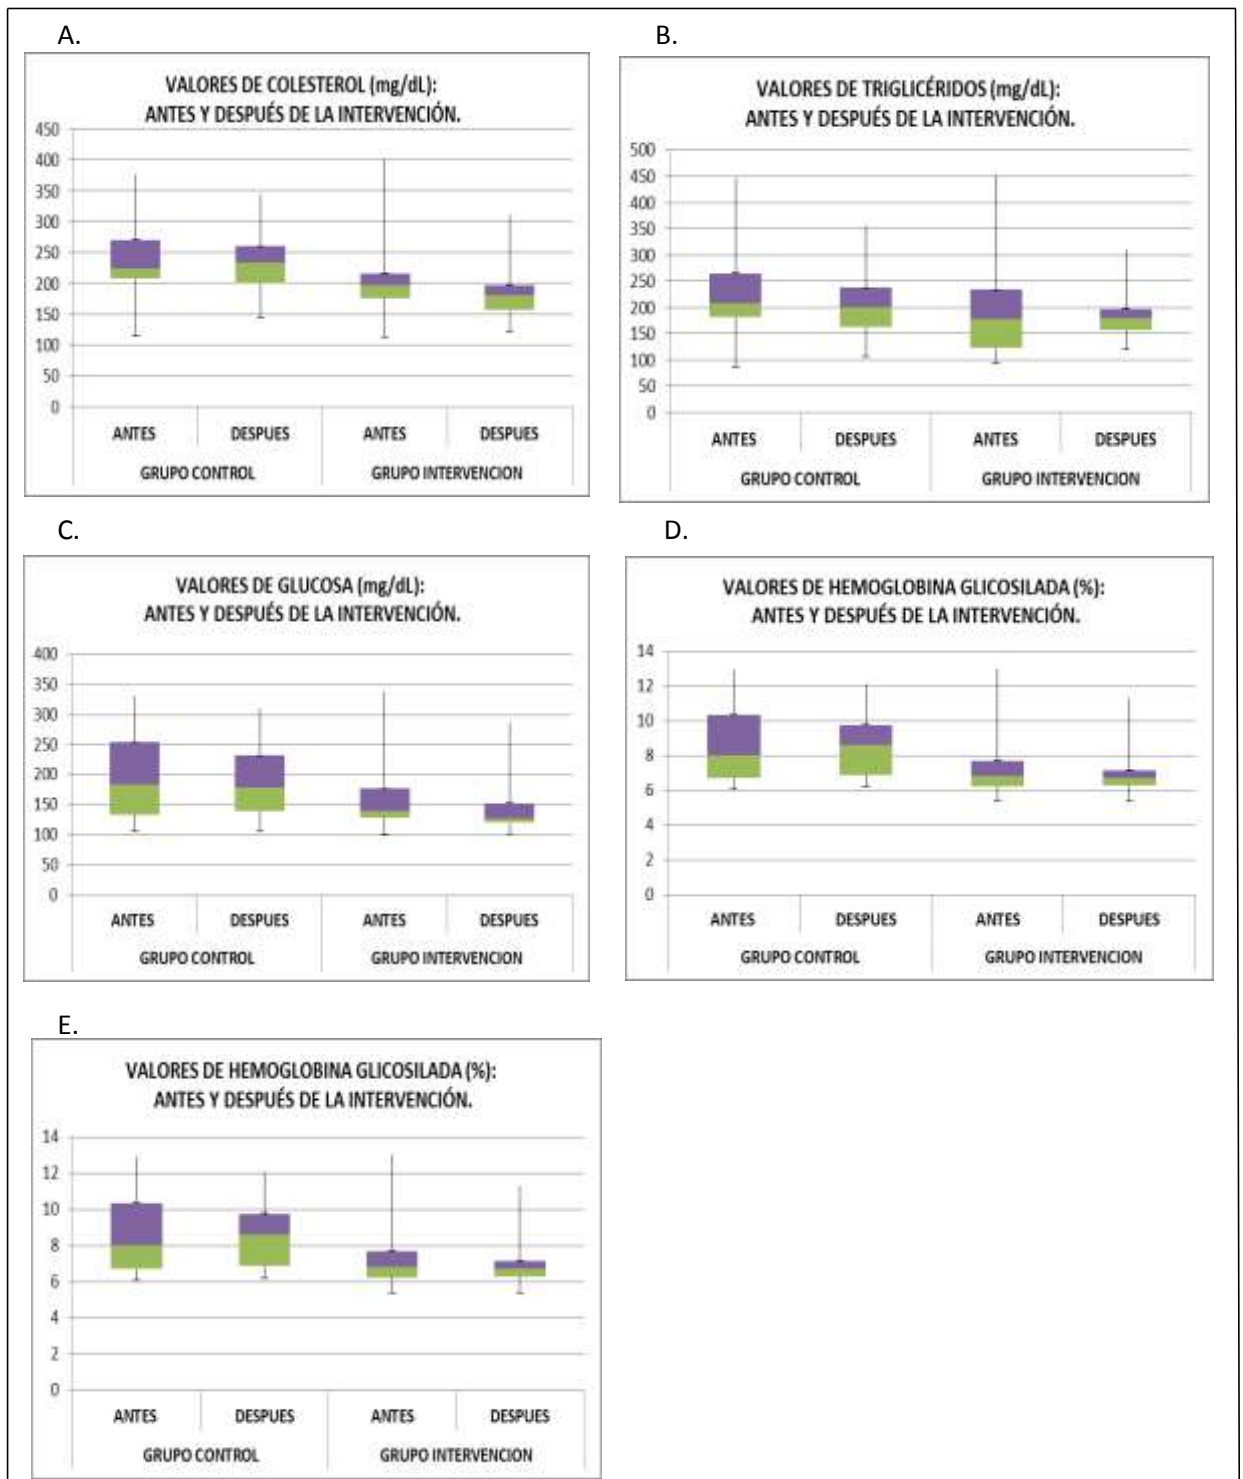 A.
VALORES DE COLESTEROL (mg/dL):
ANTES Y DESPUÉS DE LA INTERVENCIÓN.
450
400
350
300
250
200
150
100
50
0
ANTES DESPUES ANTES DESPUES
GRUPO CONTROL GRUPO INTERVENCION
B.
VALORES DE TRIGLICÉRIDOS (mg/dL):
ANTES Y DESPUÉS DE LA INTERVENCIÓN.
500
450
400
350
300
250
200
150
100
50
0
ANTES DESPUES ANTES DESPUES
GRUPO CONTROL GRUPO INTERVENCION
C.
VALORES DE GLUCOSA (mg/dL):
ANTES Y DESPUÉS DE LA INTERVENCIÓN.
400
350
300
250
200
150
100
50
0
ANTES DESPUES ANTES DESPUES
GRUPO CONTROL GRUPO INTERVENCION
D.
VALORES DE HEMOGLOBINA GLICOSILADA (%):
ANTES Y DESPUÉS DE LA INTERVENCIÓN.
14
12
10
8
6
4
2
0
ANTES DESPUES ANTES DESPUES
GRUPO CONTROL GRUPO INTERVENCION
E.
VALORES DE HEMOGLOBINA GLICOSILADA (%):
ANTES Y DESPUÉS DE LA INTERVENCIÓN.
14
12
10
8
6
4
2
0
ANTES DESPUES ANTES DESPUES
GRUPO CONTROL GRUPO INTERVENCION